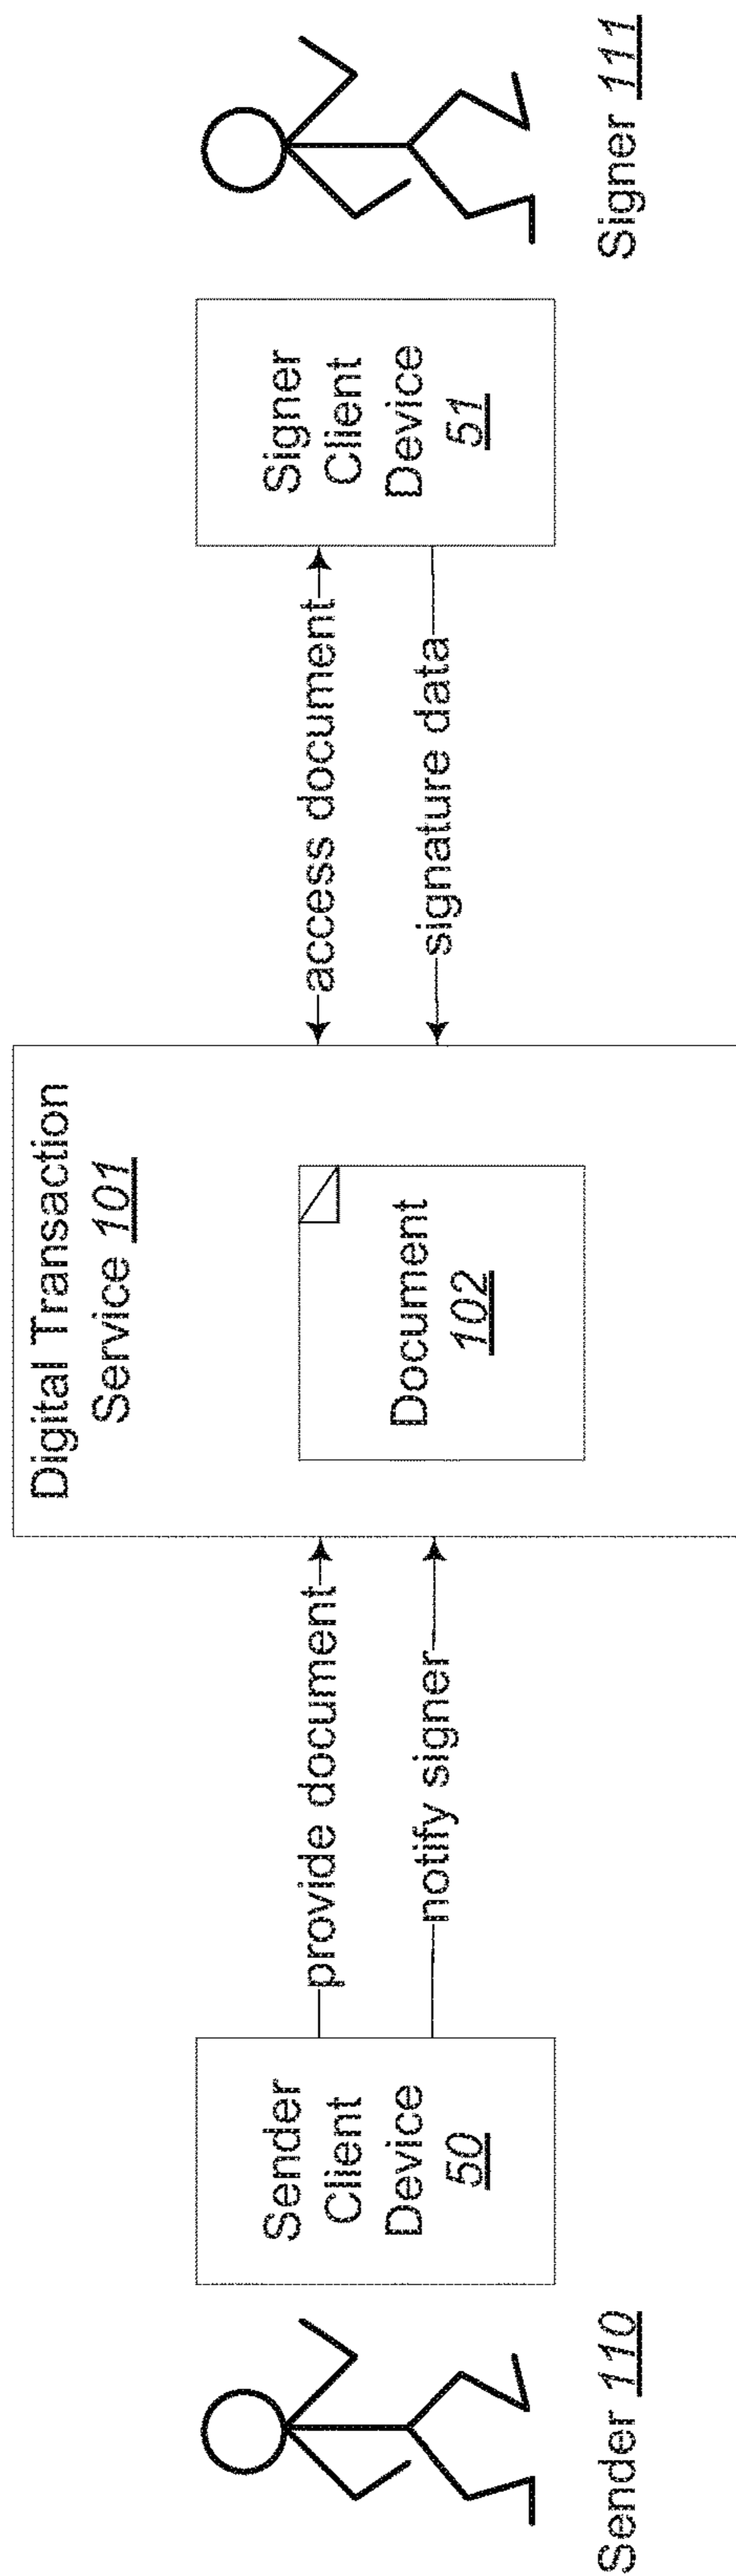 Sender 110
Sender
Client
Device
50
provide document
notify signer
Digital Transaction
Service 101
Document
102
access document
signature data
Signer
Client
Device
51
Signer 111